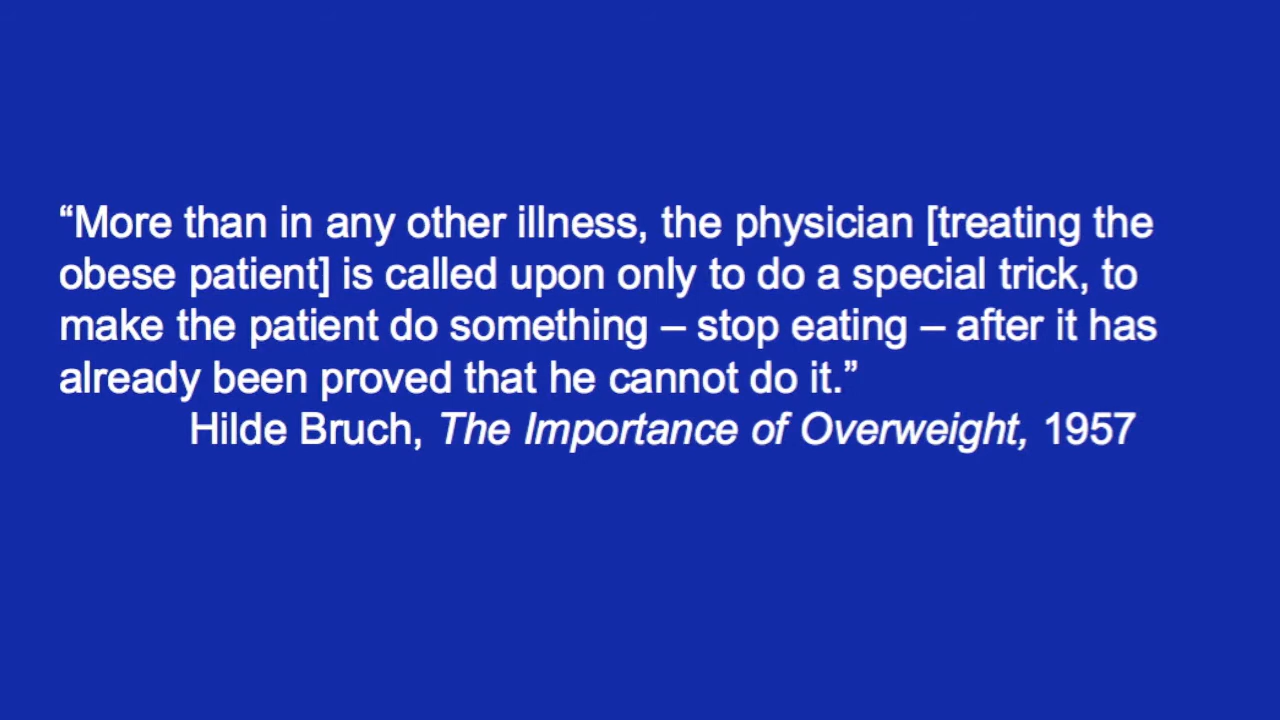 “More than in any other illness, the physician [treating the
obese patient] is called upon only to do a special trick, to
make the patient do something – stop eating – after it has
already been proved that he cannot do it.”
Hilde Bruch, The Importance of Overweight, 1957